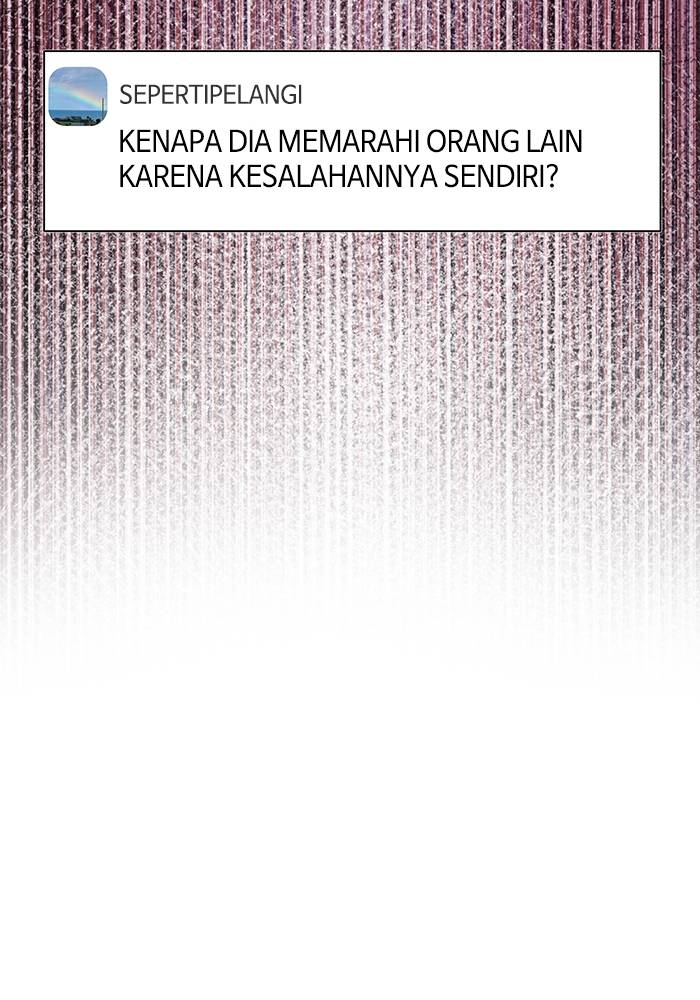 SEPERTIPELANGI
KENAPA DIA MEMARAHI ORANG LAIN
KARENA KESALAHANNYA SENDIRI?